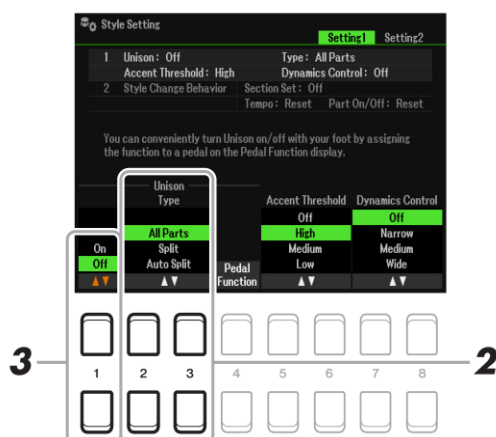 Style Setting
Setting1 Setting2
1 Unison: Off Type: All Parts
Accent Threshold: High Dynamics Control: Off
2 Style Change Behavior Section Set: Off
Tempo: Reset Part On/Off: Reset
You can conveniently turn Unison on/off with your foot by assigning
the function to a pedal on the Pedal Function display.
Unison
Type Accent Threshold Dynamics Control
Off Off
All Parts High Narrow
On Split Medium Medium
Off Auto Split Low Wide
Pedal
Function
3 2
1 2 3 4 5 6 7 8